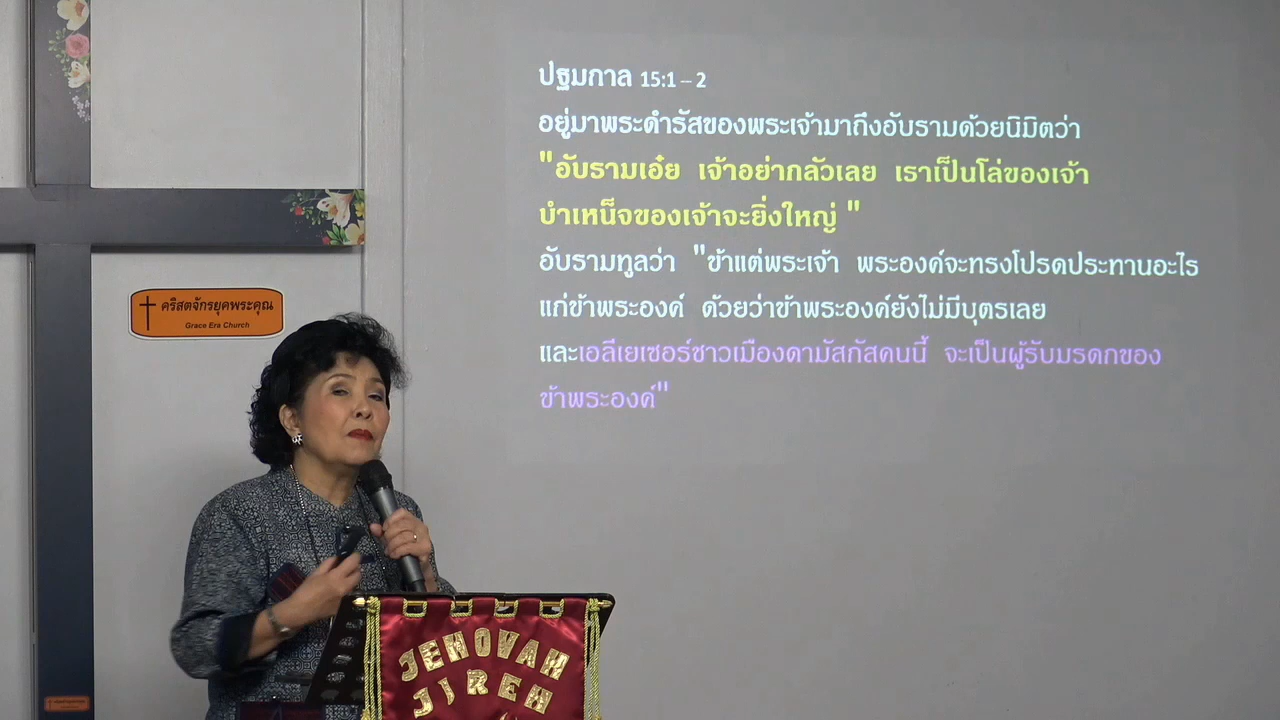 ปฐมกาล 15:1 – 2
อยู่มาพระดำรัสของพระเจ้ามาถึงอับรามด้วยนิมิตว่า
"อับรามเอ๋ย เจ้าอย่ากลัวเลย เราเป็นโล่ของเจ้า
บำเหน็จของเจ้าจะยิ่งใหญ่ "
อับรามทูลว่า "ข้าแต่พระเจ้า พระองค์จะทรงโปรดประทานอะไร
แก่ข้าพระองค์ ด้วยว่าข้าพระองค์ยังไม่มีบุตรเลย
และเอลีเยเซอร์ชาวเมืองดามัสกัสคนนี้ จะเป็นผู้รับมรดกของ
ข้าพระองค์"
คริสตจักรยุคพระคุณ
Grace Era Church
JEHOVAH
JIREH